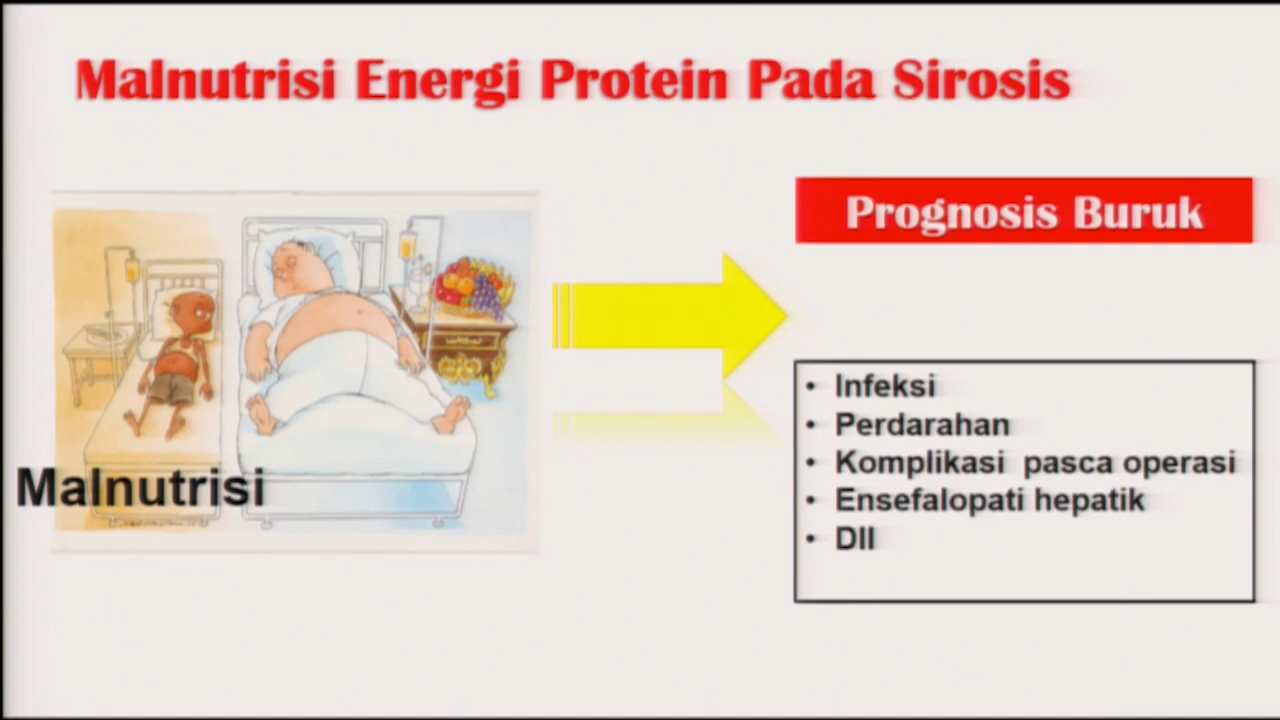 Malnutrisi Energi Protein Pada Sirosis
Prognosis Buruk
Malnutrisi
• Infeksi
• Perdarahan
• Komplikasi pasca operasi
• Ensefalopati hepatik
• Dll